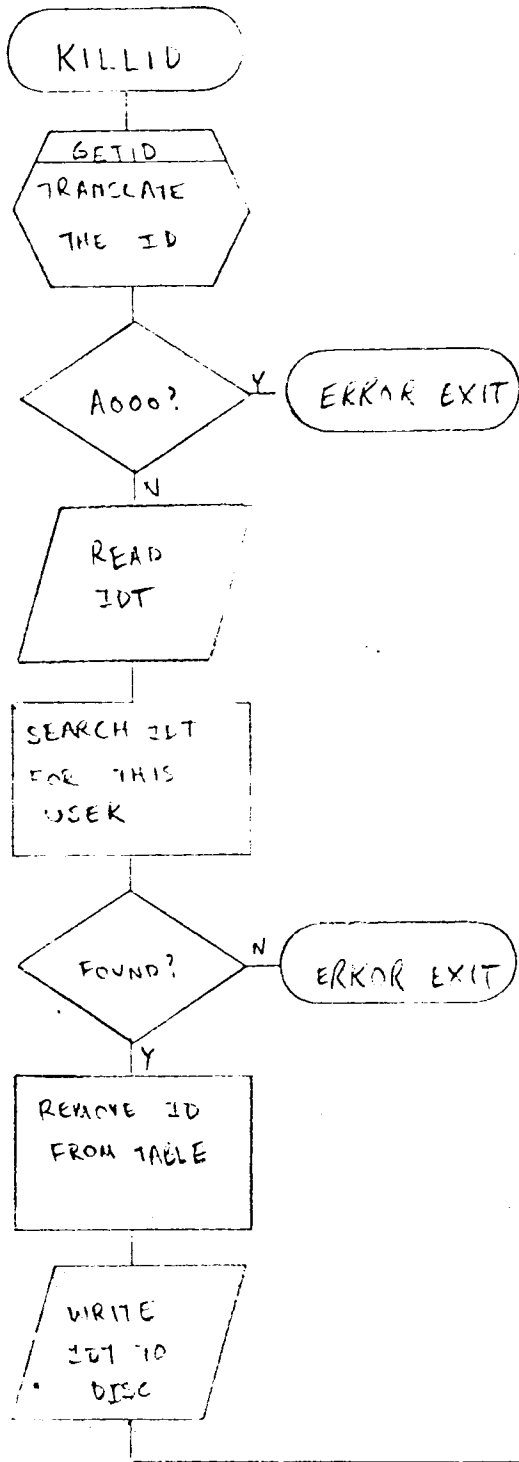 KILLID
GETID
TRANSLATE
THE ID
A000?
Y
ERROR EXIT
N
READ
IDT
SEARCH IDT
FOR THIS
USER
FOUND?
N
ERROR EXIT
Y
REMOVE ID
FROM TABLE
WRITE
IDT TO
DISC